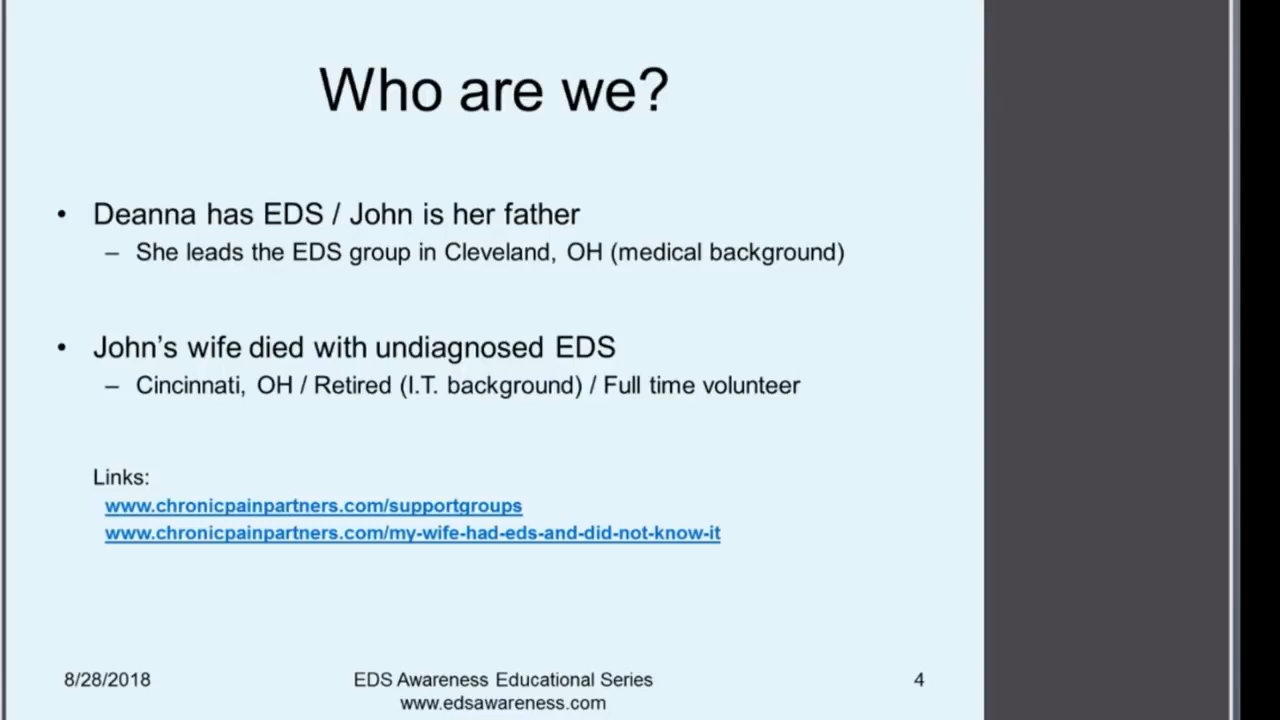 Who are we?
• Deanna has EDS / John is her father
– She leads the EDS group in Cleveland, OH (medical background)
• John’s wife died with undiagnosed EDS
– Cincinnati, OH / Retired (I.T. background) / Full time volunteer
Links:
www.chronicpainpartners.com/supportgroups
www.chronicpainpartners.com/my-wife-had-eds-and-did-not-know-it
8/28/2018
EDS Awareness Educational Series
www.edsawareness.com
4